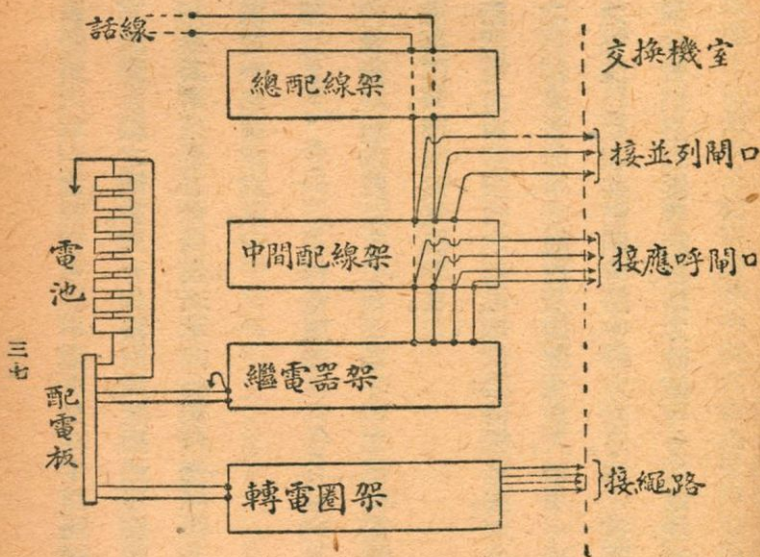 話線
總配線架
交換機室
接並列閘口
中間配線架
接應呼閘口
電池
繼電器架
配電板
轉電圈架
接繩路
三七